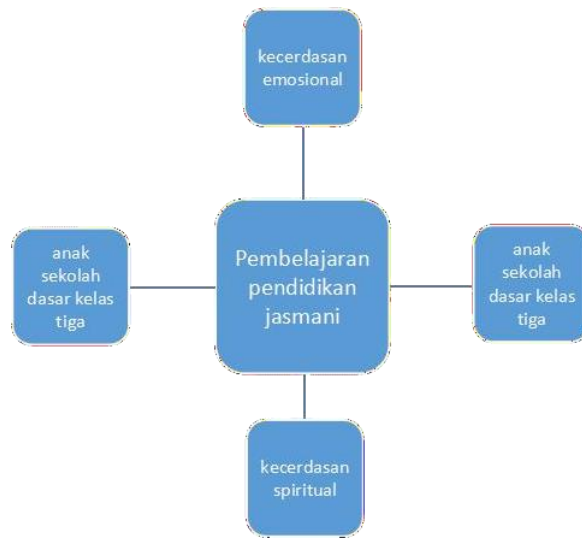 kecerdasan
emosional
anak
sekolah
dasar kelas
tiga
Pembelajaran
pendidikan
jasmani
anak
sekolah
dasar kelas
tiga
kecerdasan
spiritual